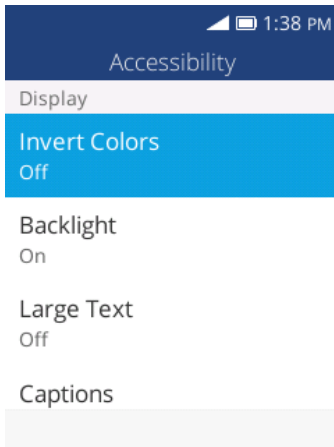 1:38 PM
Accessibility
Display
Invert Colors
Off
Backlight
On
Large Text
Off
Captions